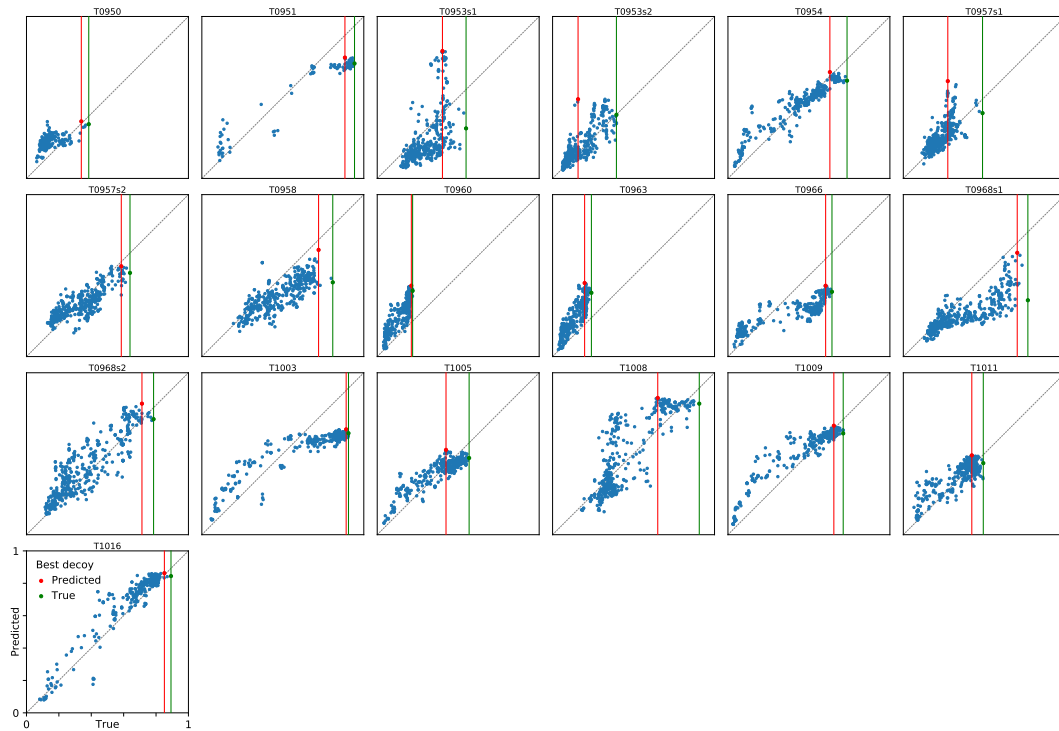 T0950 T0951 T0953s1 T0953s2 T0954 T0957s1
T0957s2 T0958 T0960 T0963 T0966 T0968s1
T0968s2 T1003 T1005 T1008 T1009 T1011
T1016
1
Best decoy
Predicted
True
Predicted
0
0 True 1